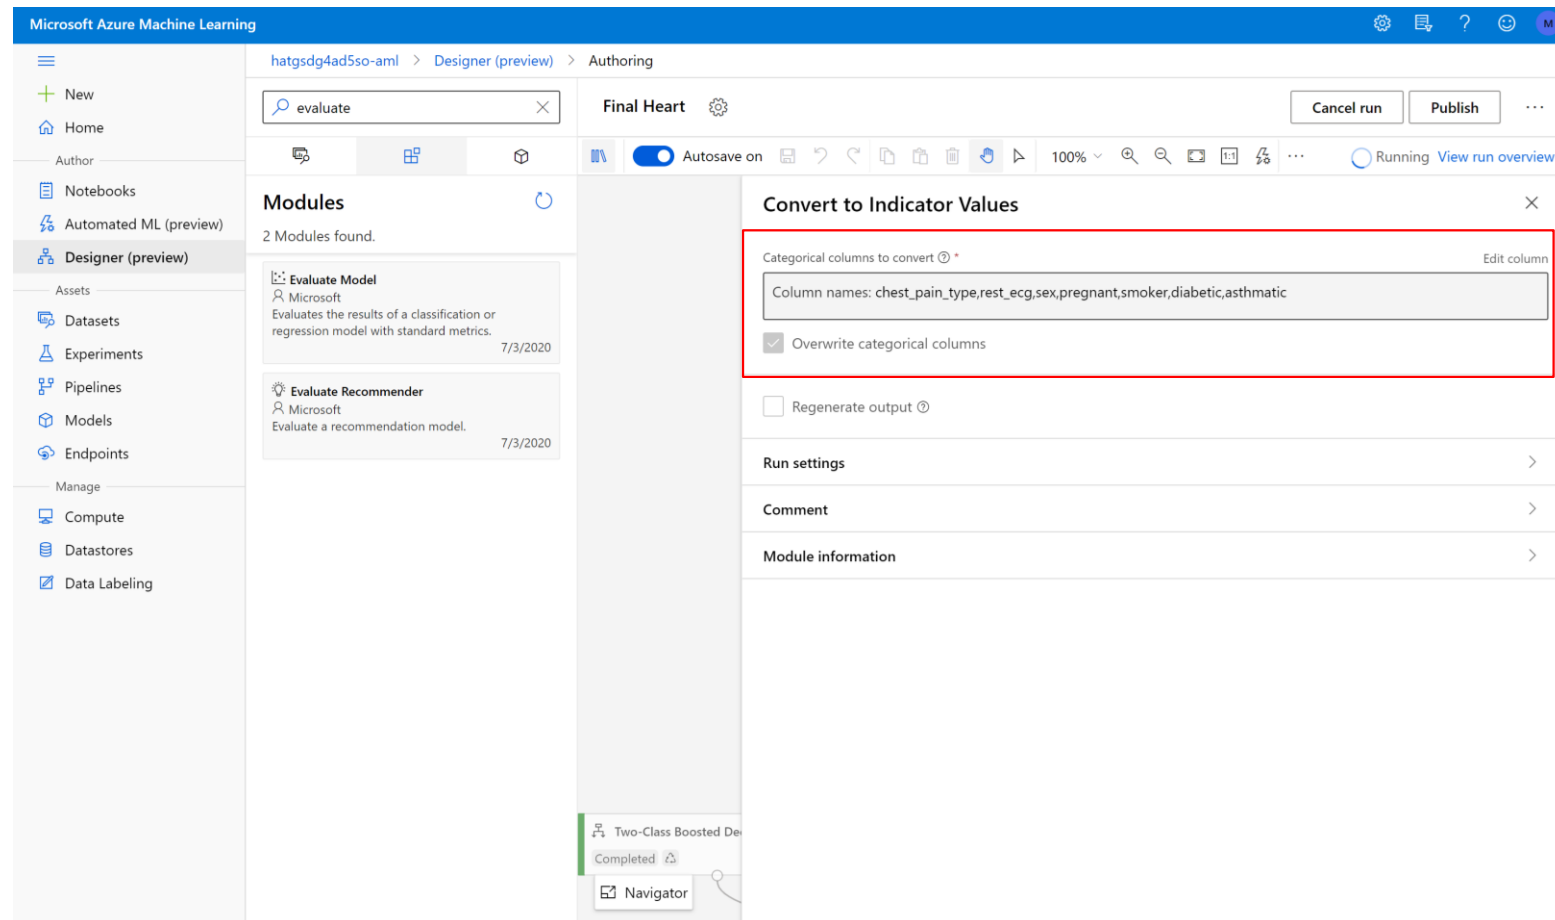 Microsoft Azure Machine Learning
M
hatgsdg4ad5so-aml > Designer (preview) > Authoring
New
Home
Author
Notebooks
Automated ML (preview)
Designer (preview)
Assets
Datasets
Experiments
Pipelines
Models
Endpoints
Manage
Compute
Datastores
Data Labeling
evaluate
Modules
2 Modules found.
Evaluate Model
Microsoft
Evaluates the results of a classification or
regression model with standard metrics.
7/3/2020
Evaluate Recommender
Microsoft
Evaluate a recommendation model.
7/3/2020
Final Heart
Cancel run
Publish
Autosave on
100%
1:1
Running View run overview
Convert to Indicator Values
Categorical columns to convert *
Edit column
Column names: chest_pain_type,rest_ecg,sex,pregnant,smoker,diabetic,asthmatic
Overwrite categorical columns
Regenerate output
Run settings
Comment
Module information
Two-Class Boosted De
Completed
Navigator